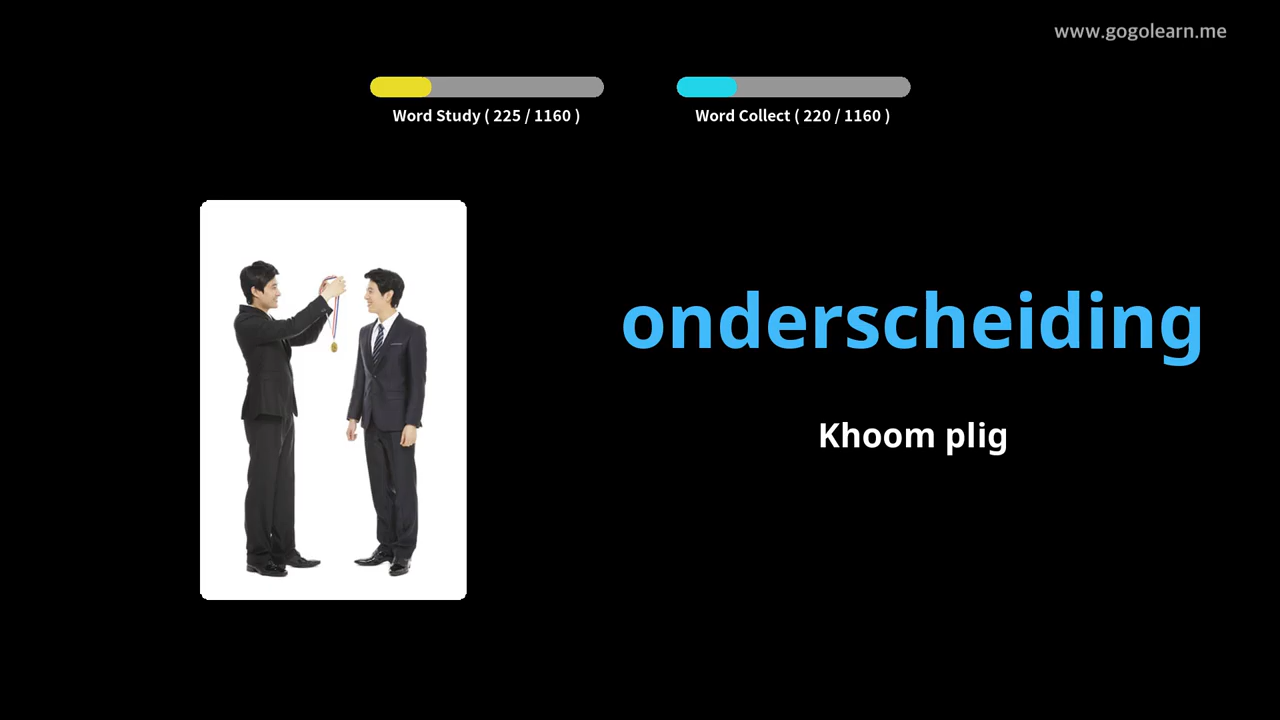 www.gogolearn.me
Word Study ( 225 / 1160 )
Word Collect ( 220 / 1160 )
onderscheiding
Khoom plig